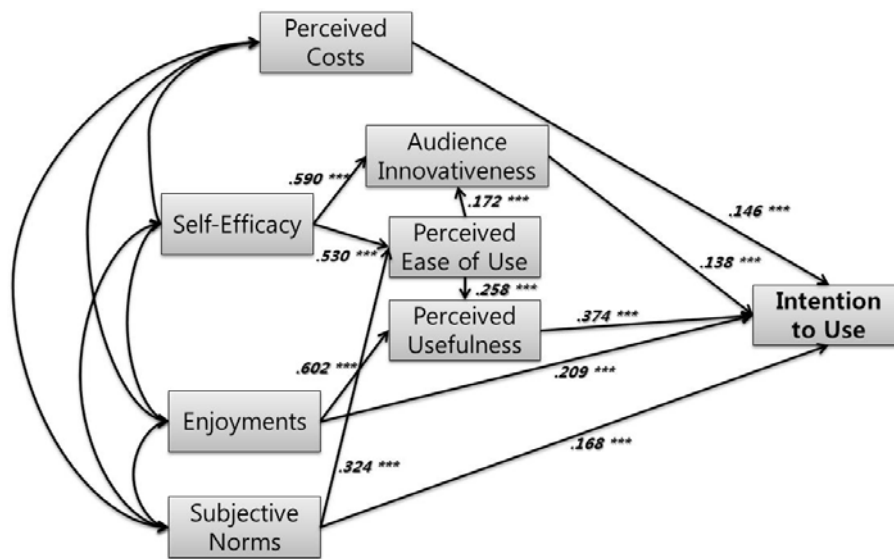 Perceived
Costs
Audience
Innovativeness
.590 ***
.172 ***
.146 ***
Self-Efficacy
Perceived
Ease of Use
.530 ***
.138 ***
.258 ***
Intention
to Use
Perceived
Usefulness
.374 ***
.602 ***
.209 ***
Enjoyments
.168 ***
.324 ***
Subjective
Norms